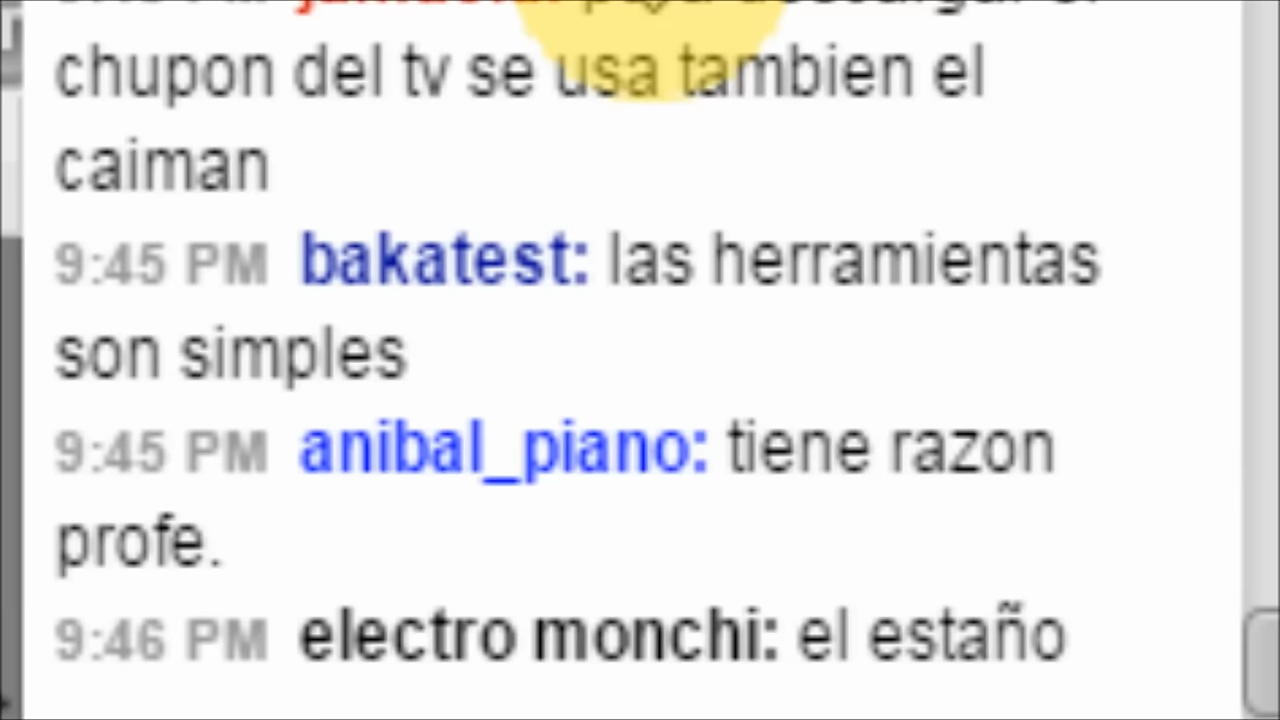 chupon del tv se usa tambien el
caiman
9:45 PM bakatest: las herramientas
son simples
9:45 PM anibal_piano: tiene razon
profe.
9:46 PM electro monchi: el estaño